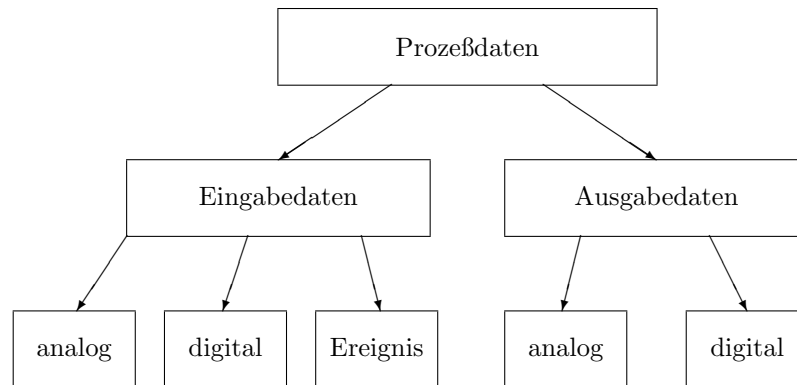 Prozeßdaten
Eingabedaten
Ausgabedaten
analog
digital
Ereignis
analog
digital